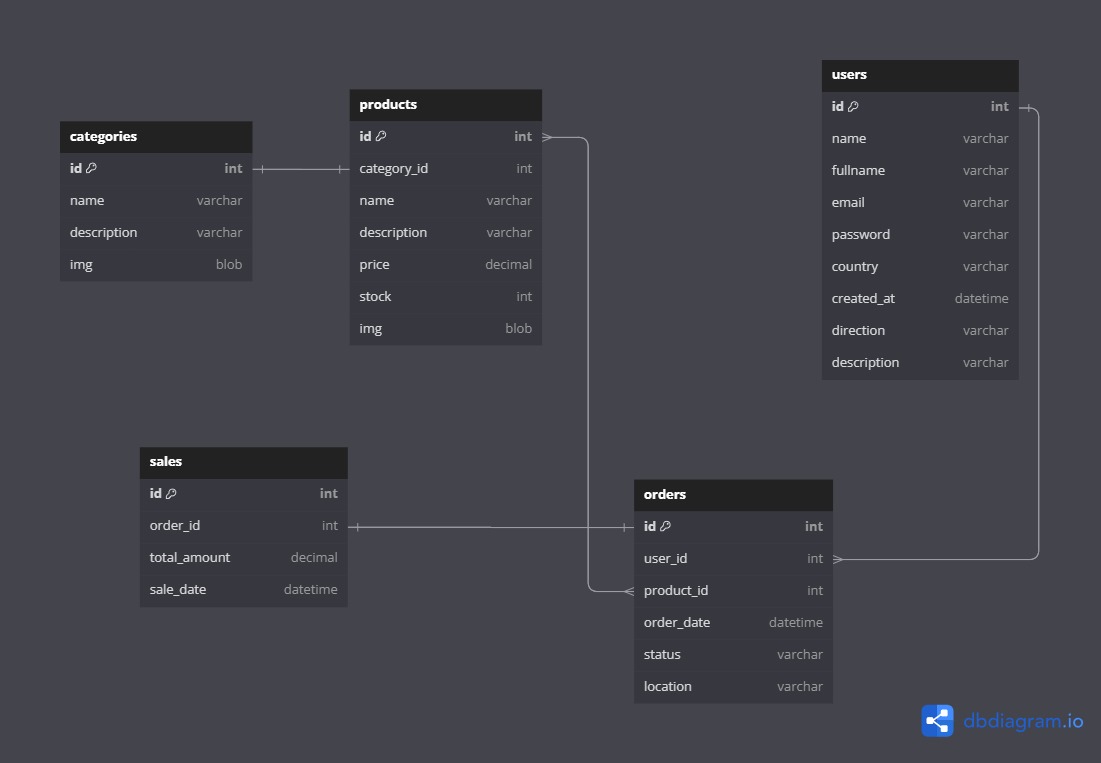 categories
id int
name varchar
description varchar
img blob
products
id int
category_id int
name varchar
description varchar
price decimal
stock int
img blob
users
id int
name varchar
fullname varchar
email varchar
password varchar
country varchar
created_at datetime
direction varchar
description varchar
sales
id int
order_id int
total_amount decimal
sale_date datetime
orders
id int
user_id int
product_id int
order_date datetime
status varchar
location varchar
dbdiagram.io